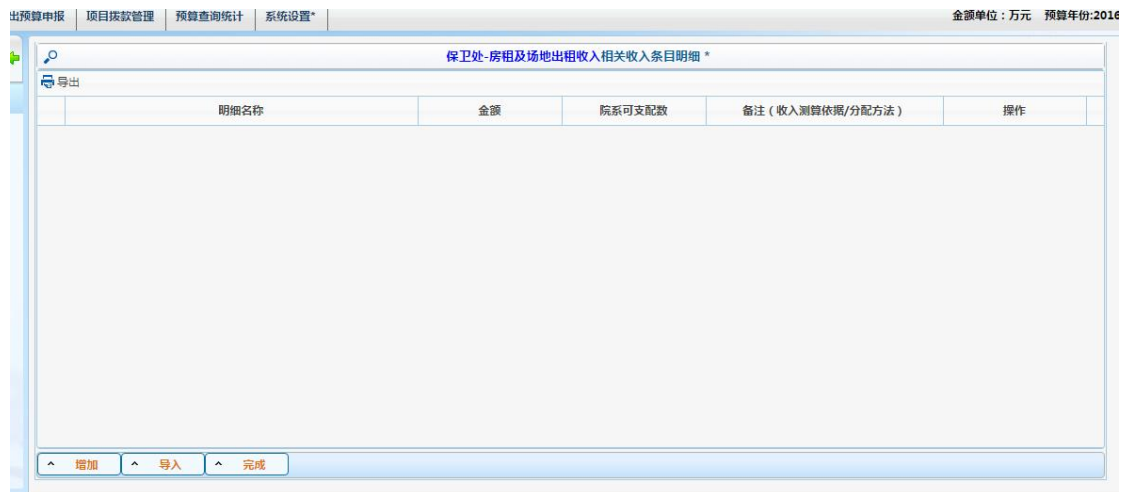 出预算申报 项目拨款管理 预算查询统计 系统设置* 金额单位：万元 预算年份:2016
保卫处-房租及场地出租收入相关收入条目明细 *
导出
明细名称 金额 院系可支配数 备注（收入测算依据/分配方法） 操作
增加 导入 完成